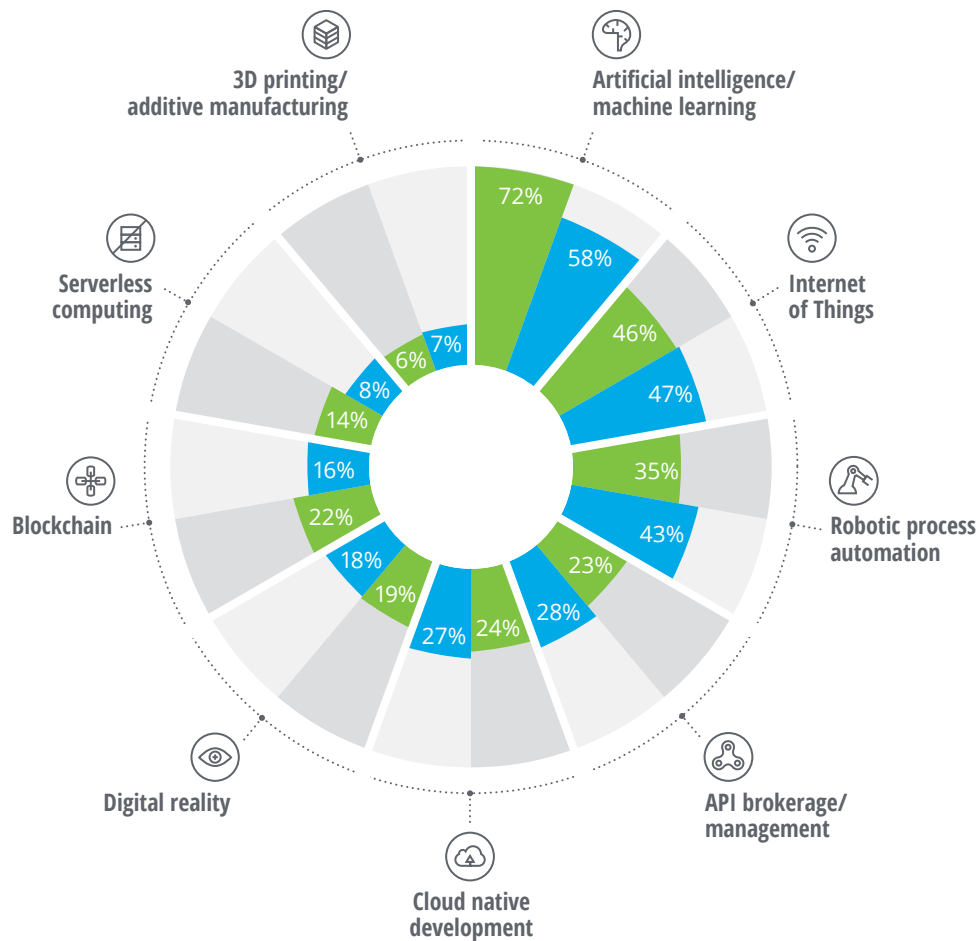 3D printing/
additive manufacturing
Artificial intelligence/
machine learning
72%
58%
Internet
of Things
46%
47%
Robotic process
automation
35%
43%
API brokerage/
management
23%
28%
Cloud native
development
24%
27%
Digital reality
19%
18%
Blockchain
22%
16%
Serverless
computing
14%
8%
6%
7%